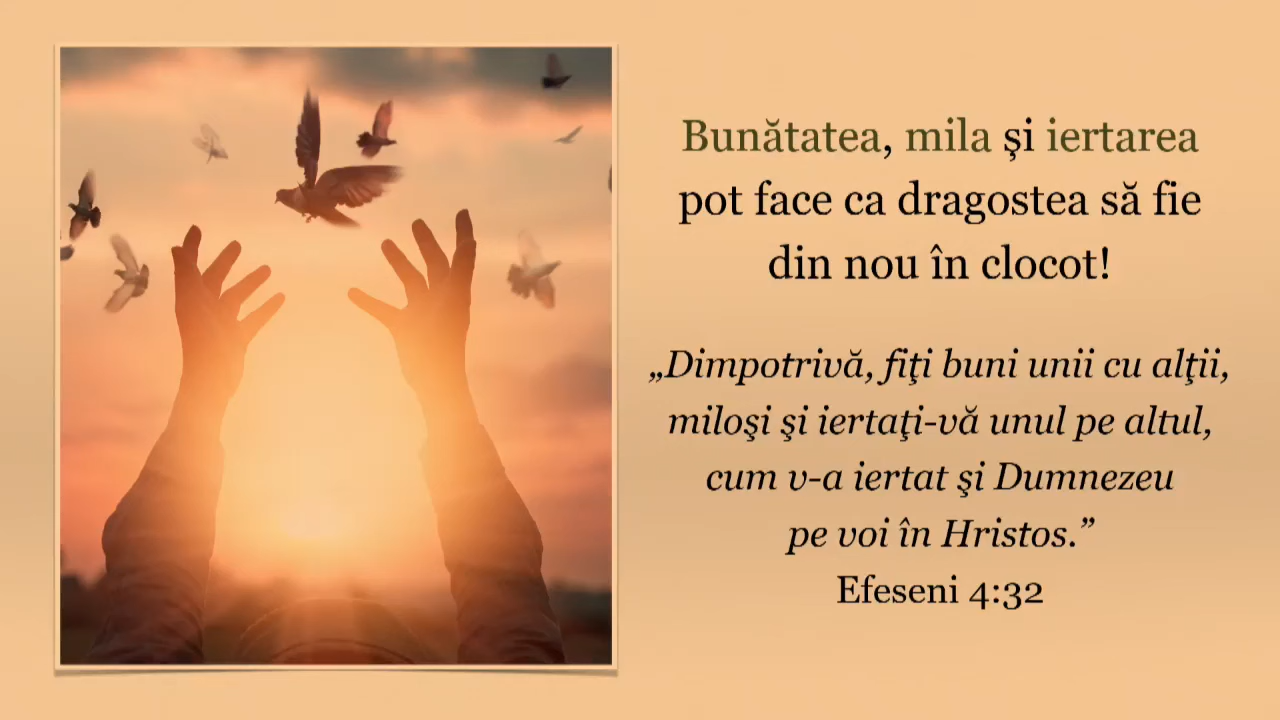 Bunătatea, mila şi iertarea
pot face ca dragostea să fie
din nou în clocot!
„Dimpotrivă, fiţi buni unii cu alţii,
miloşi şi iertaţi-vă unul pe altul,
cum v-a iertat şi Dumnezeu
pe voi în Hristos.”
Efeseni 4:32